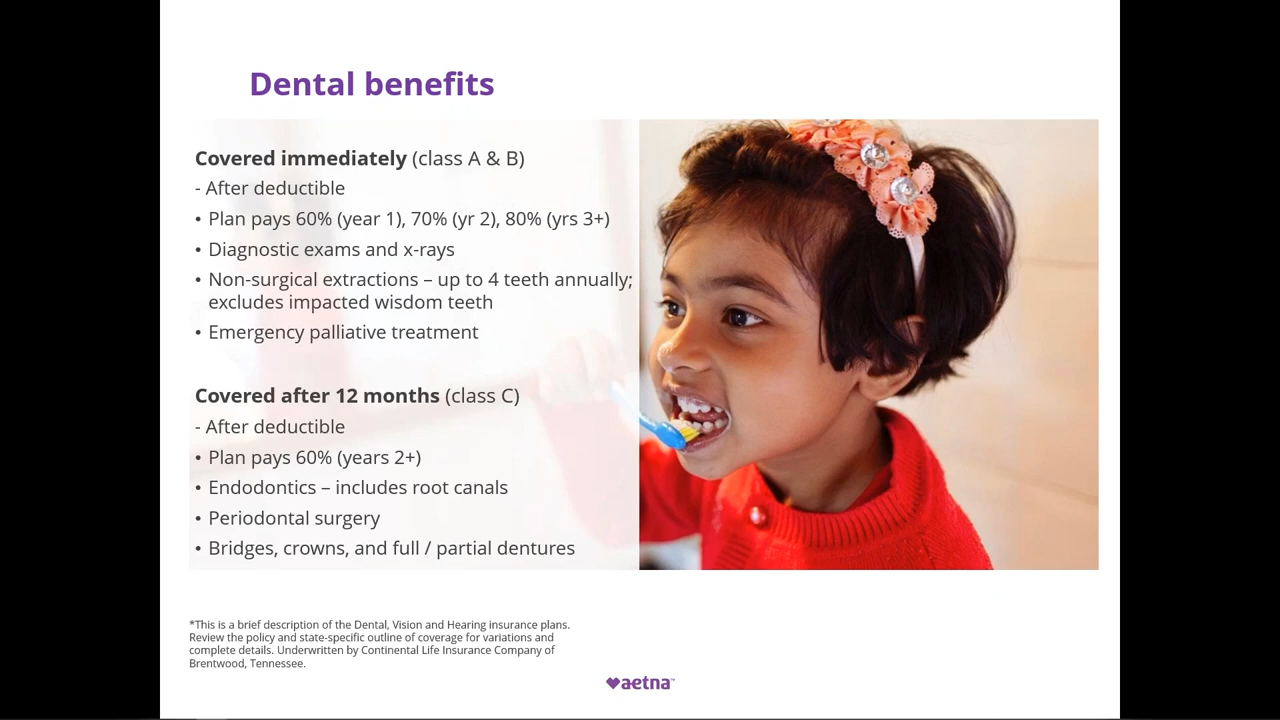 Dental benefits
Covered immediately (class A & B)
- After deductible
• Plan pays 60% (year 1), 70% (yr 2), 80% (yrs 3+)
• Diagnostic exams and x-rays
• Non-surgical extractions – up to 4 teeth annually;
excludes impacted wisdom teeth
• Emergency palliative treatment
Covered after 12 months (class C)
- After deductible
• Plan pays 60% (years 2+)
• Endodontics – includes root canals
• Periodontal surgery
• Bridges, crowns, and full / partial dentures
*This is a brief description of the Dental, Vision and Hearing insurance plans.
Review the policy and state-specific outline of coverage for variations and
complete details. Underwritten by Continental Life Insurance Company of
Brentwood, Tennessee.
aetna™